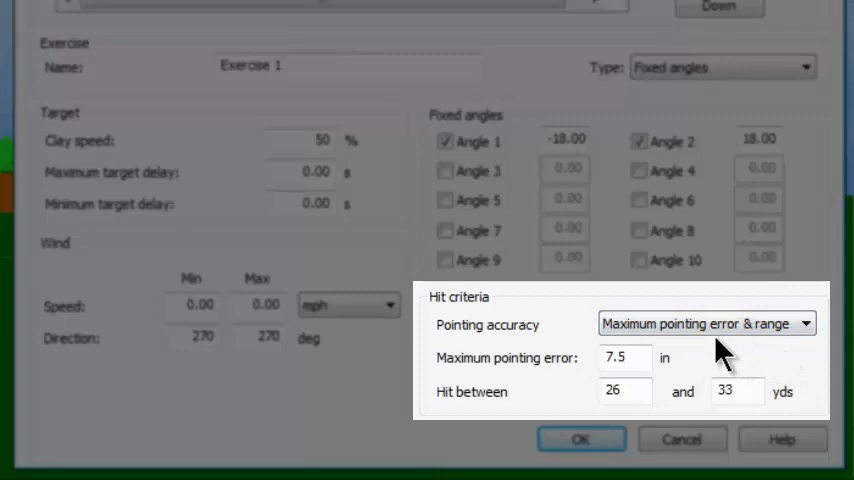 Down
Exercise
Name: Exercise 1 Type: Fixed angles
Target
Clay speed: 50 %
Maximum target delay: 0.00 s
Minimum target delay: 0.00 s
Fixed angles
Angle 1 -18.00 Angle 2 18.00
Angle 3 0.00 Angle 4 0.00
Angle 5 0.00 Angle 6 0.00
Angle 7 0.00 Angle 8 0.00
Angle 9 0.00 Angle 10 0.00
Wind
Min Max
Speed: 0.00 0.00 mph
Direction: 270 270 deg
Hit criteria
Pointing accuracy Maximum pointing error & range
Maximum pointing error: 7.5 in
Hit between 26 and 33 yds
OK Cancel Help